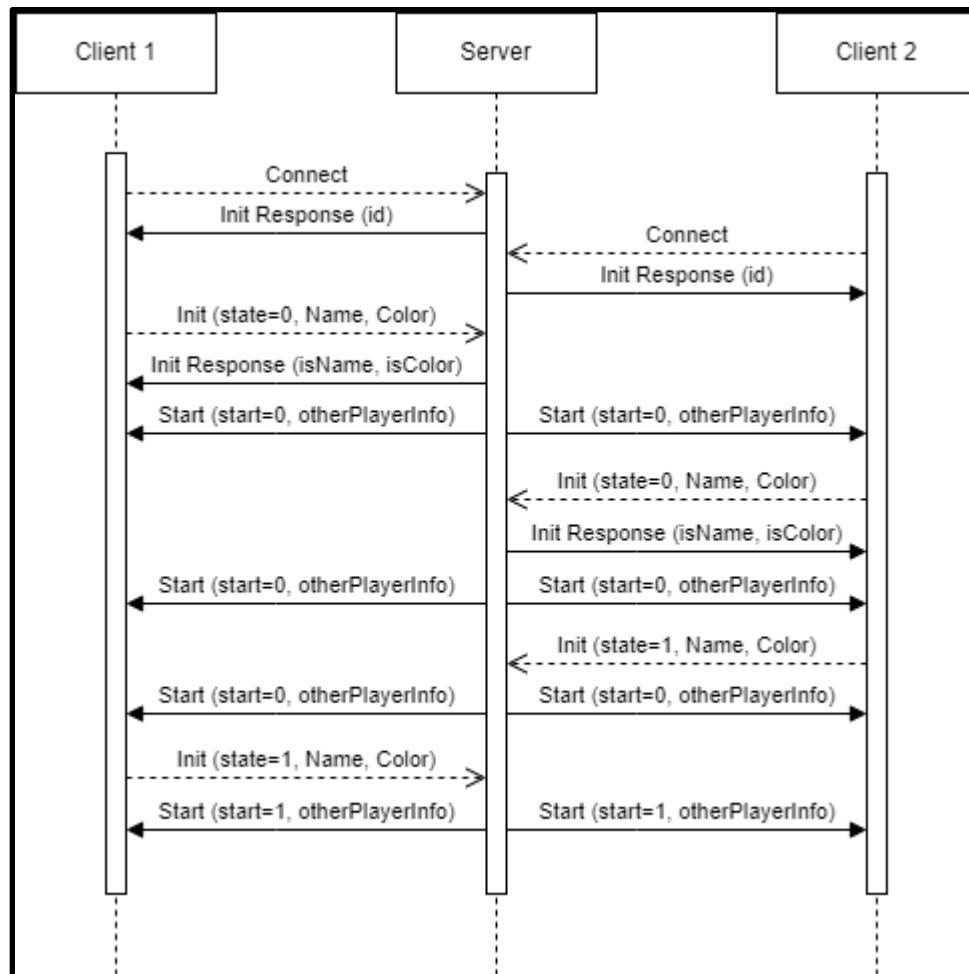 Client 1
Server
Client 2
Connect
Init Response (id)
Connect
Init Response (id)
Init (state=0, Name, Color)
Init Response (isName, isColor)
Start (start=0, otherPlayerInfo)
Start (start=0, otherPlayerInfo)
Init (state=0, Name, Color)
Init Response (isName, isColor)
Start (start=0, otherPlayerInfo)
Start (start=0, otherPlayerInfo)
Init (state=1, Name, Color)
Start (start=0, otherPlayerInfo)
Start (start=0, otherPlayerInfo)
Init (state=1, Name, Color)
Start (start=1, otherPlayerInfo)
Start (start=1, otherPlayerInfo)